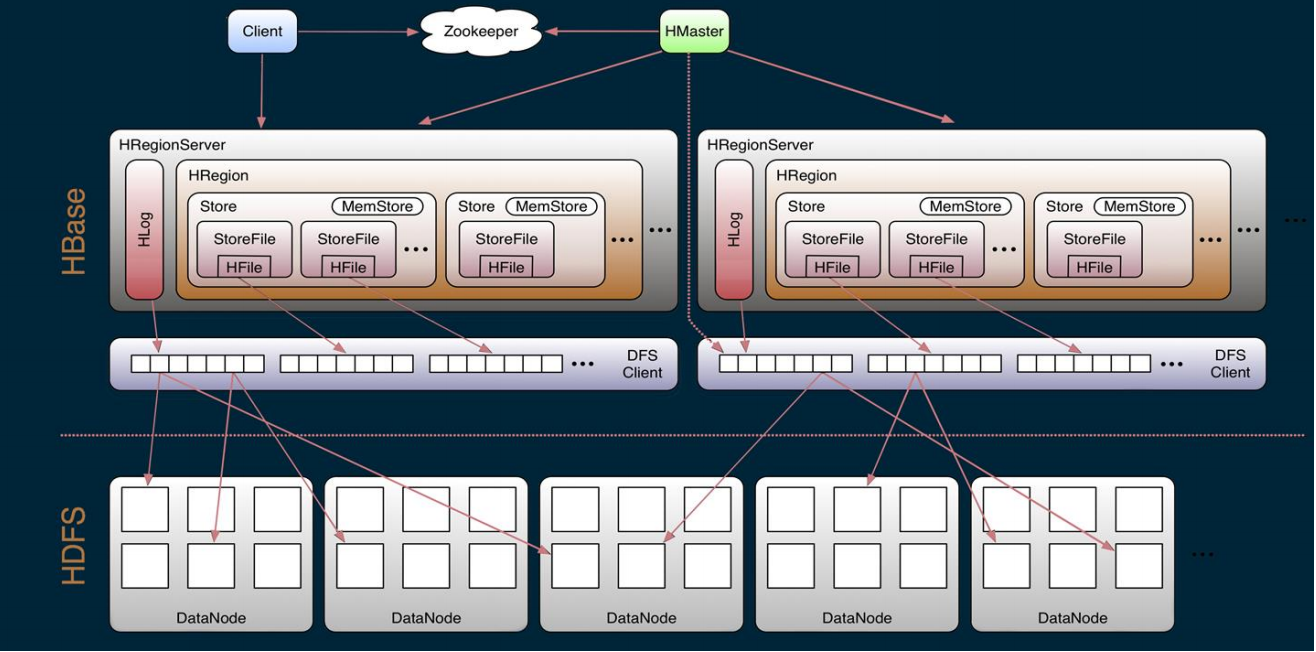 Client
Zookeeper
HMaster
HBase
HRegionServer
HLog
HRegion
Store
MemStore
StoreFile
HFile
StoreFile
HFile
...
Store
MemStore
StoreFile
HFile
...
...
HRegionServer
HLog
HRegion
Store
MemStore
StoreFile
HFile
StoreFile
HFile
...
Store
MemStore
StoreFile
HFile
...
...
...
...
DFS
Client
...
DFS
Client
HDFS
DataNode
DataNode
DataNode
DataNode
DataNode
...